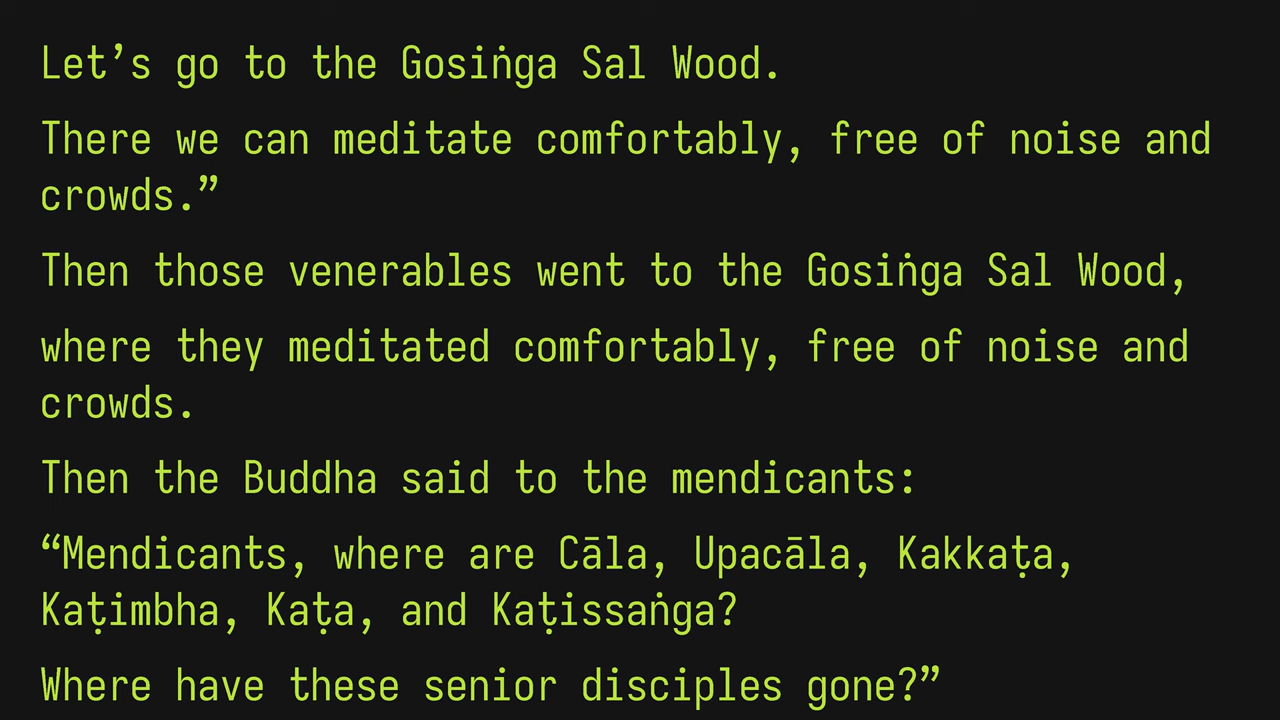 Let’s go to the Gosiṅga Sal Wood.
There we can meditate comfortably, free of noise and
crowds.”
Then those venerables went to the Gosiṅga Sal Wood,
where they meditated comfortably, free of noise and
crowds.
Then the Buddha said to the mendicants:
“Mendicants, where are Cāla, Upacāla, Kakkaṭa,
Kaṭimbha, Kaṭa, and Kaṭissaṅga?
Where have these senior disciples gone?”